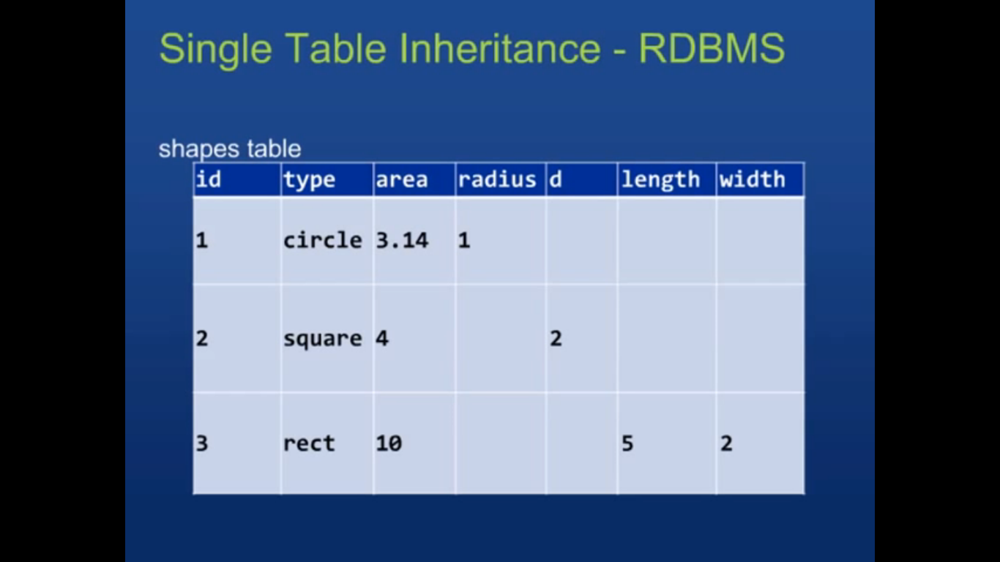 Single Table Inheritance - RDBMS
shapes table
id type area radius d length width
1 circle 3.14 1
2 square 4 2
3 rect 10 5 2